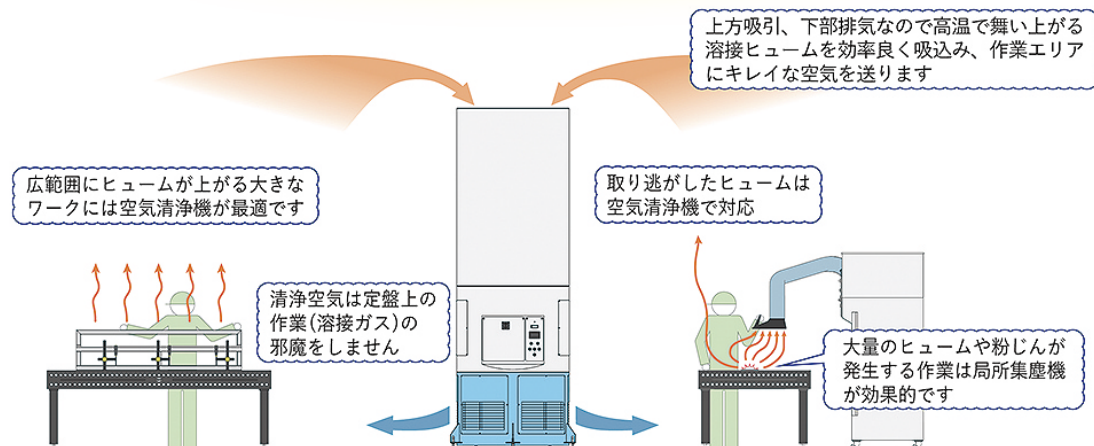 上方吸引、下部排気なので高温で舞い上がる
溶接ヒュームを効率良く吸込み、作業エリア
にキレイな空気を送ります
広範囲にヒュームが上がる大きな
ワークには空気清浄機が最適です
取り逃がしたヒュームは
空気清浄機で対応
清浄空気は定盤上の
作業(溶接ガス)の
邪魔をしません
大量のヒュームや粉じんが
発生する作業は局所集塵機
が効果的です